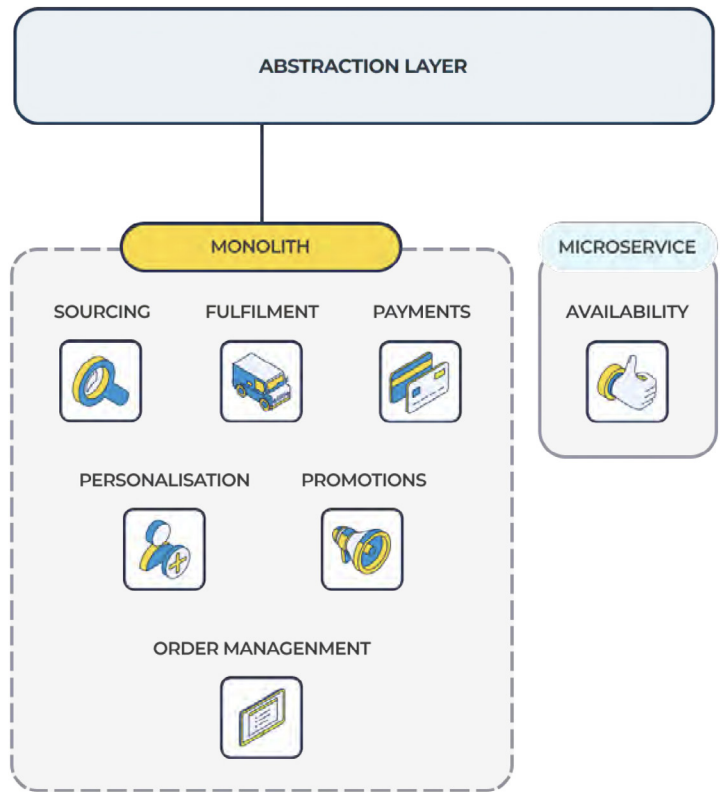 ABSTRACTION LAYER
MONOLITH
MICROSERVICE
SOURCING
FULFILMENT
PAYMENTS
AVAILABILITY
PERSONALISATION
PROMOTIONS
ORDER MANAGENMENT